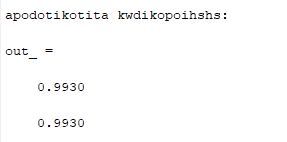 apodotikotita kwdikopoihshs:
out_ =
0.9930
0.9930